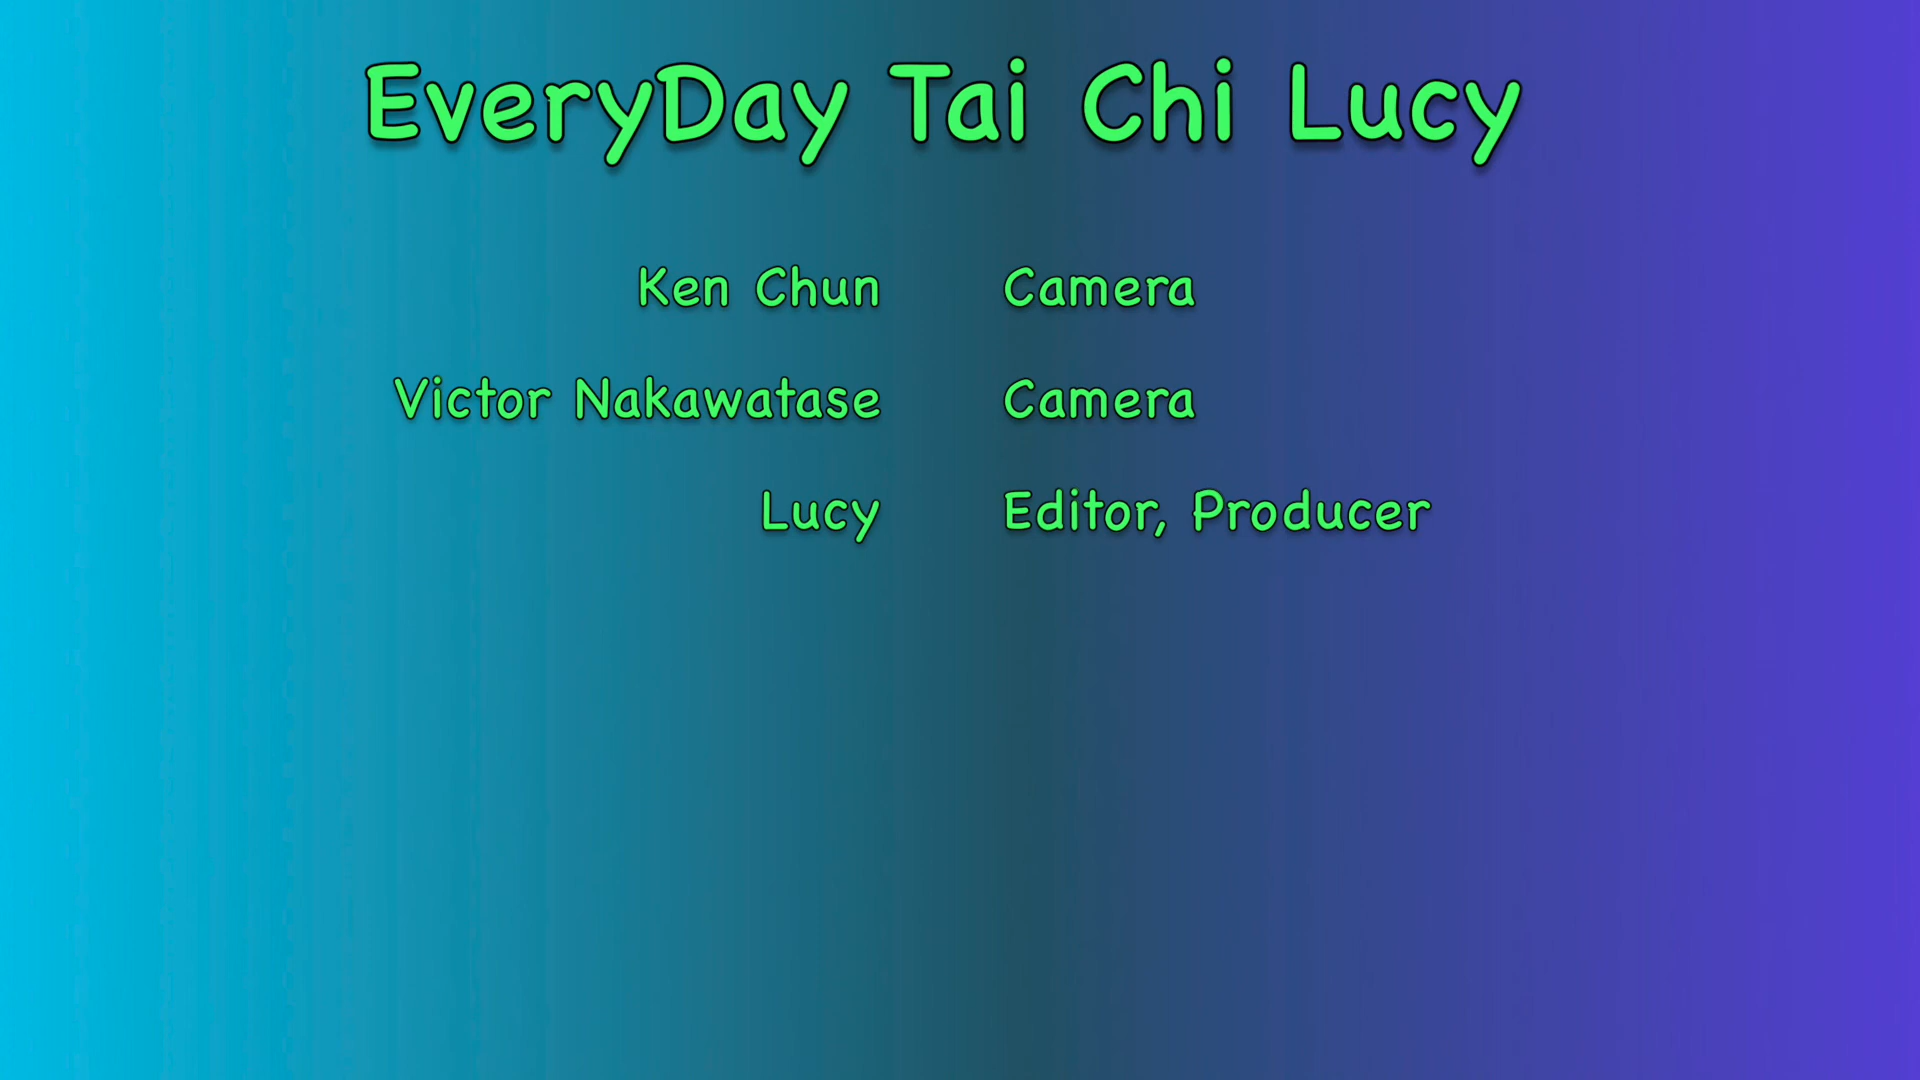 EveryDay Tai Chi Lucy
Ken Chun Camera
Victor Nakawatase Camera
Lucy Editor, Producer